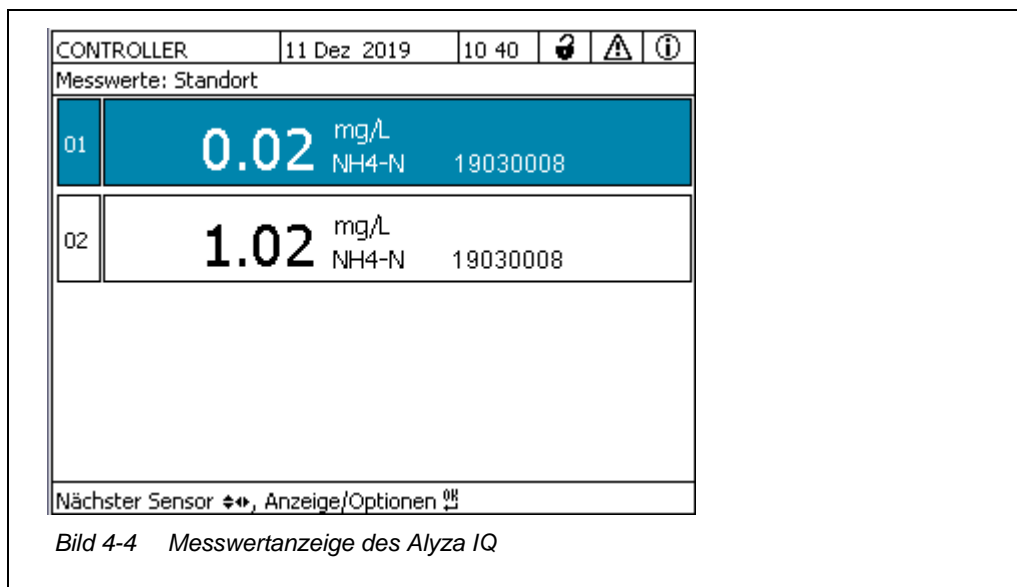 CONTROLLER 11 Dez 2019 10 40
Messwerte: Standort
01 0.02 mg/L
NH4-N 19030008
02 1.02 mg/L
NH4-N 19030008
Nächster Sensor, Anzeige/Optionen OK
Bild 4-4 Messwertanzeige des Alyza IQ